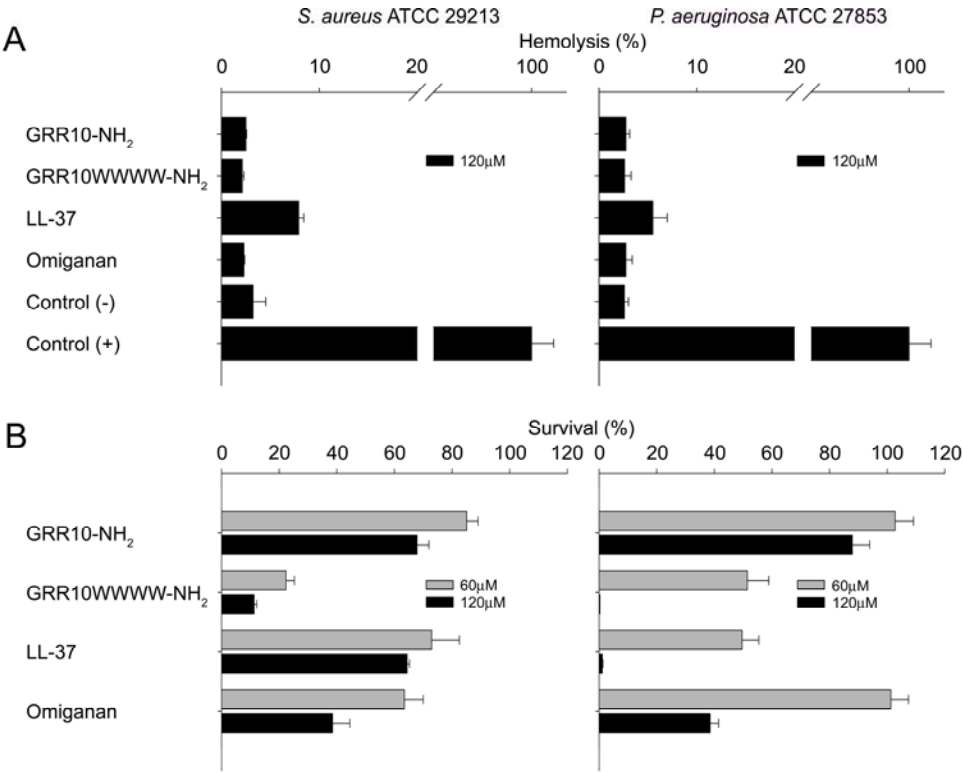 S. aureus ATCC 29213 P. aeruginosa ATCC 27853
A
Hemolysis (%)
0 10 20 100 0 10 20 100
GRR10-NH2
120μM 120μM
GRR10WWWW-NH2
LL-37
Omiganan
Control (-)
Control (+)
B
Survival (%)
0 20 40 60 80 100 120 0 20 40 60 80 100 120
GRR10-NH2
60μM 60μM
GRR10WWWW-NH2
120μM 120μM
LL-37
Omiganan